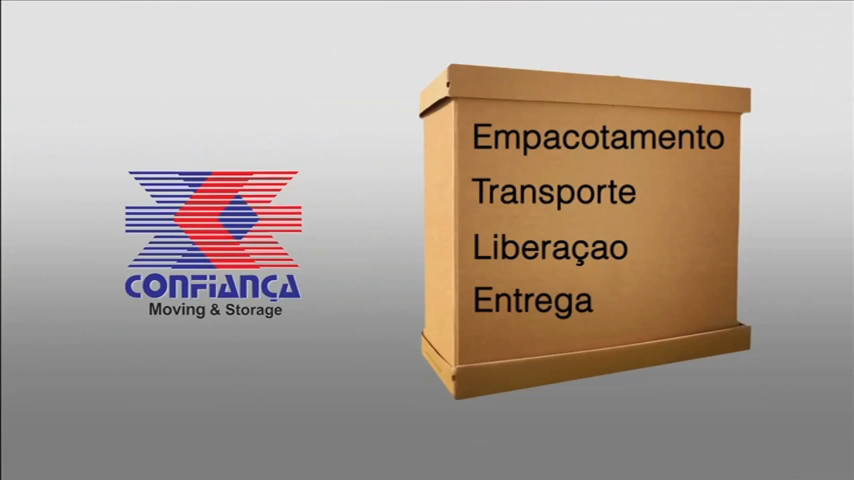 CONFIANÇA
Moving & Storage
Empacotamento
Transporte
Liberaçao
Entrega